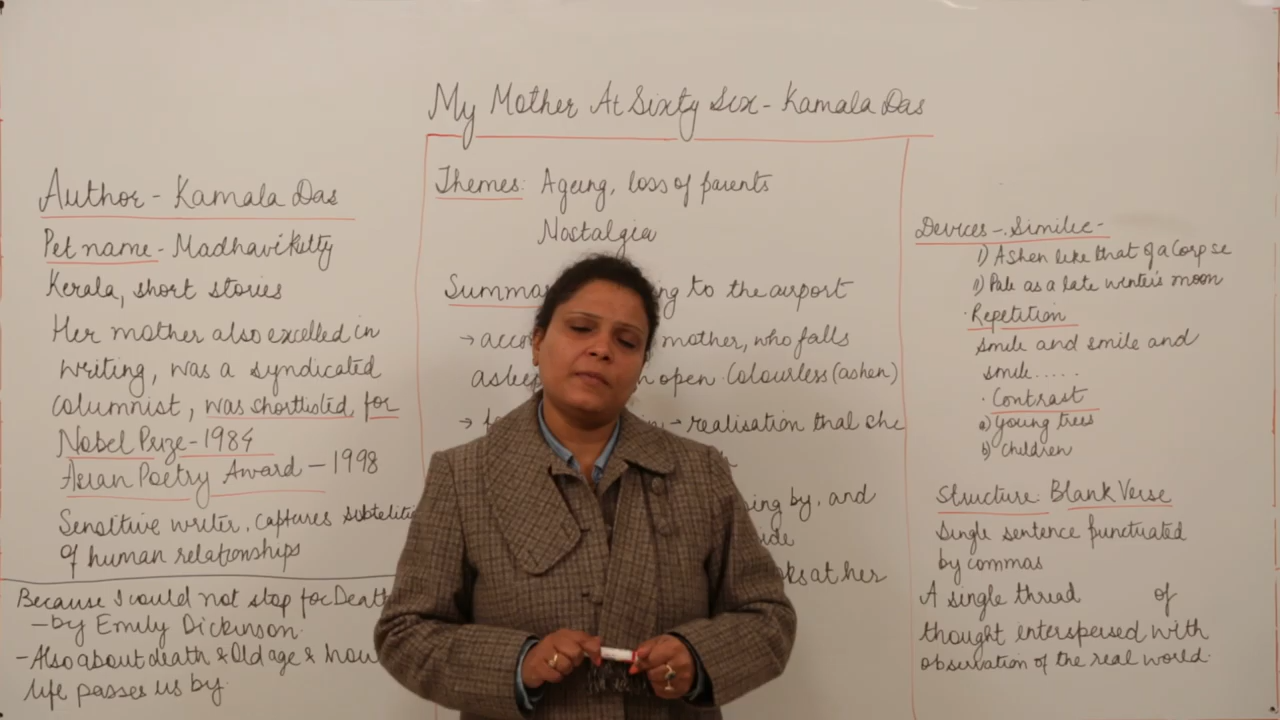 My Mother At Sixty Six - Kamala Das
Author - Kamala Das
Pet name - Madhavikutty
Kerala, short stories
Her mother also excelled in
writing, was a syndicated
columnist, was shortlisted for
Nobel Prize - 1984
Asian Poetry Award - 1998
Sensitive writer, captures
of human relationships
Because I could not stop for Death
- by Emily Dickinson.
- Also about death & Old age & how
life passes us by
Themes: Ageing, loss of parents
Nostalgia
to the airport
mother, who falls
open. Colourless (ashen)
- realisation that she
by, and
at her
Devices -. Similie -
1) Ashen like that of a Corpse
Pale as a late winter's moon
· Repetition
smile and smile and
smile.....
· Contrast
a) young trees
b) children
Structure: Blank Verse
Single sentence punctuated
by commas
A single thread of
thought interspersed with
observation of the real world.